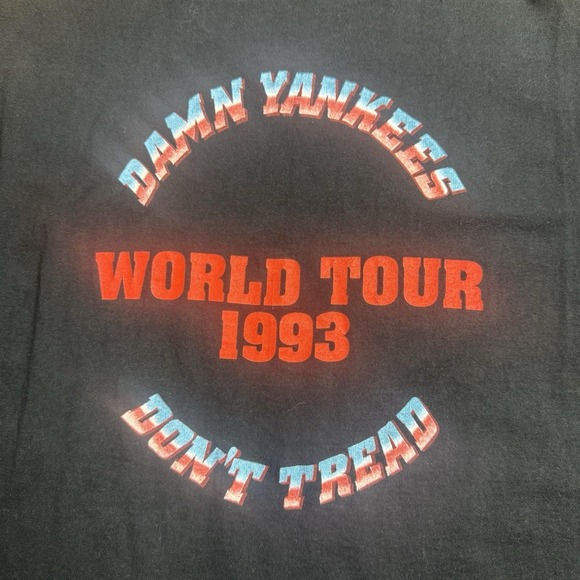 DAMN YANKEES
WORLD TOUR
1993
DON'T TREAD